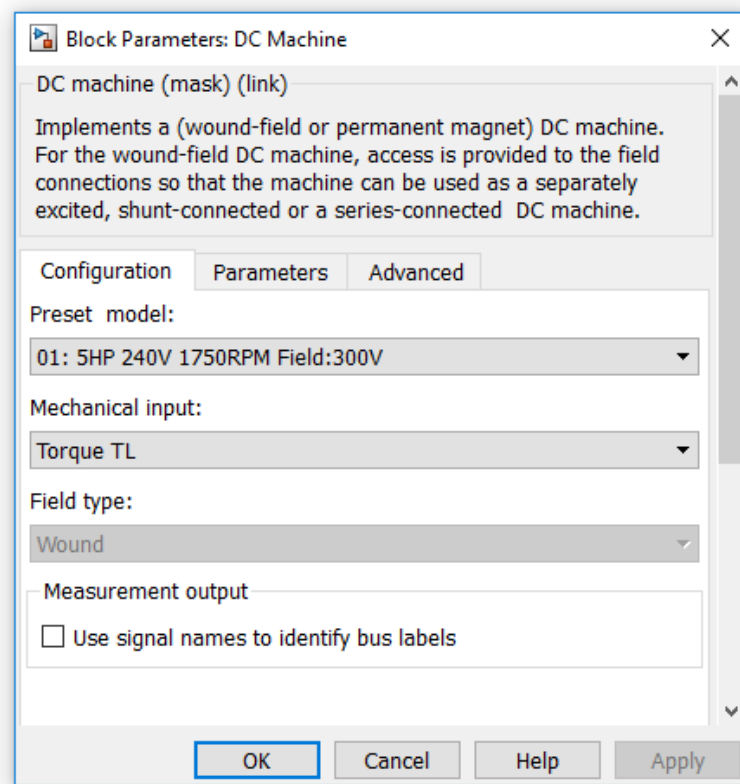 Block Parameters: DC Machine
DC machine (mask) (link)
Implements a (wound-field or permanent magnet) DC machine.
For the wound-field DC machine, access is provided to the field
connections so that the machine can be used as a separately
excited, shunt-connected or a series-connected DC machine.
Configuration Parameters Advanced
Preset model:
01: 5HP 240V 1750RPM Field:300V
Mechanical input:
Torque TL
Field type:
Wound
Measurement output
Use signal names to identify bus labels
OK Cancel Help Apply